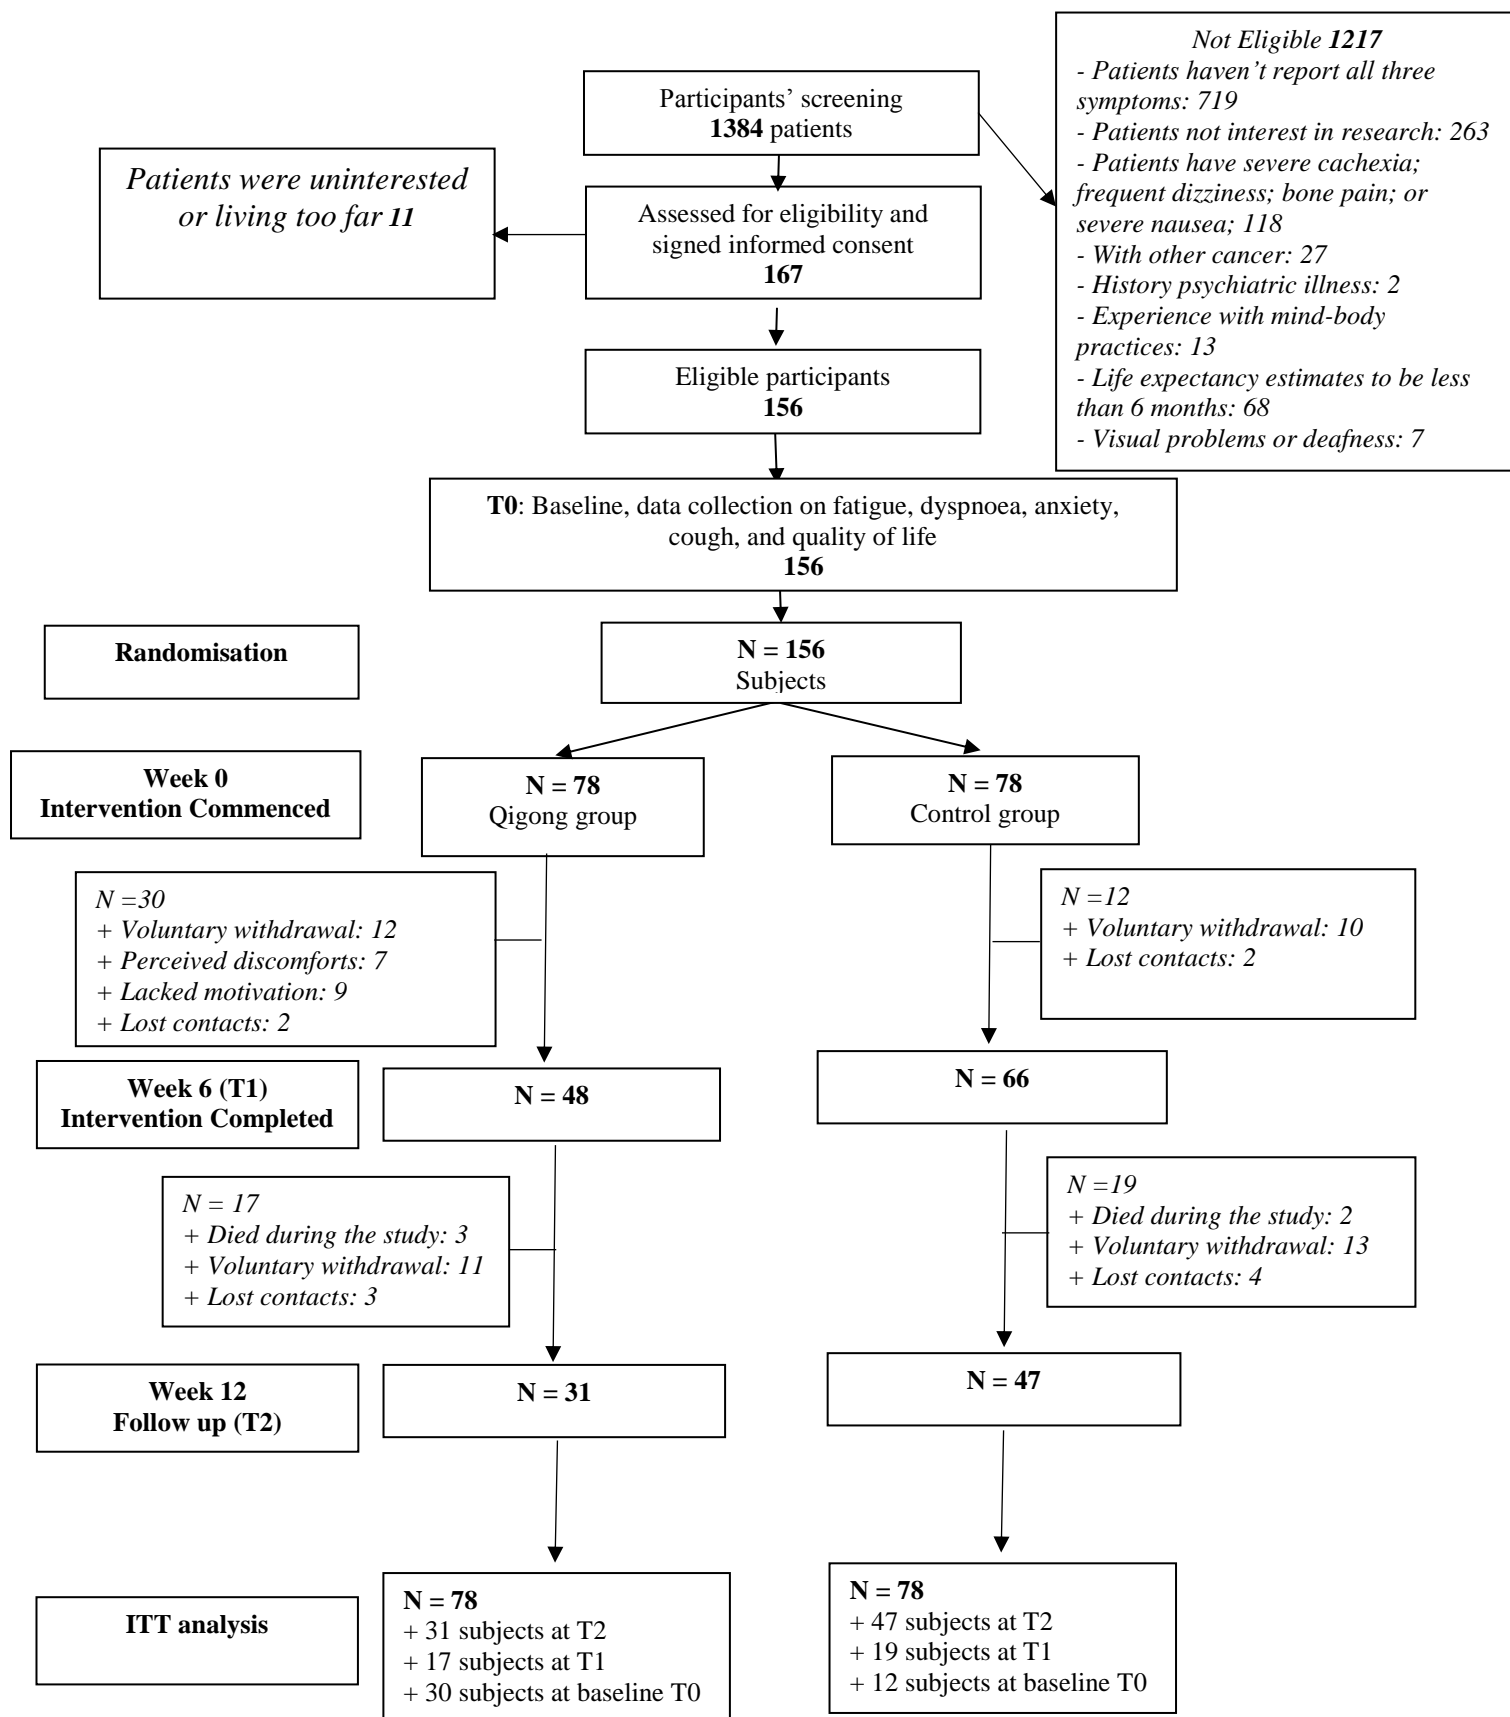 Participants’ screening
1384 patients
Not Eligible 1217
- Patients haven’t report all three
symptoms: 719
- Patients not interest in research: 263
- Patients have severe cachexia;
frequent dizziness; bone pain; or
severe nausea; 118
- With other cancer: 27
- History psychiatric illness: 2
- Experience with mind-body
practices: 13
- Life expectancy estimates to be less
than 6 months: 68
- Visual problems or deafness: 7
Patients were uninterested
or living too far 11
Assessed for eligibility and
signed informed consent
167
Eligible participants
156
T0: Baseline, data collection on fatigue, dyspnoea, anxiety,
cough, and quality of life
156
Randomisation
N = 156
Subjects
Week 0
Intervention Commenced
N = 78
Qigong group
N = 78
Control group
N =30
+ Voluntary withdrawal: 12
+ Perceived discomforts: 7
+ Lacked motivation: 9
+ Lost contacts: 2
N =12
+ Voluntary withdrawal: 10
+ Lost contacts: 2
Week 6 (T1)
Intervention Completed
N = 48
N = 66
N = 17
+ Died during the study: 3
+ Voluntary withdrawal: 11
+ Lost contacts: 3
N =19
+ Died during the study: 2
+ Voluntary withdrawal: 13
+ Lost contacts: 4
Week 12
Follow up (T2)
N = 31
N = 47
ITT analysis
N = 78
+ 31 subjects at T2
+ 17 subjects at T1
+ 30 subjects at baseline T0
N = 78
+ 47 subjects at T2
+ 19 subjects at T1
+ 12 subjects at baseline T0